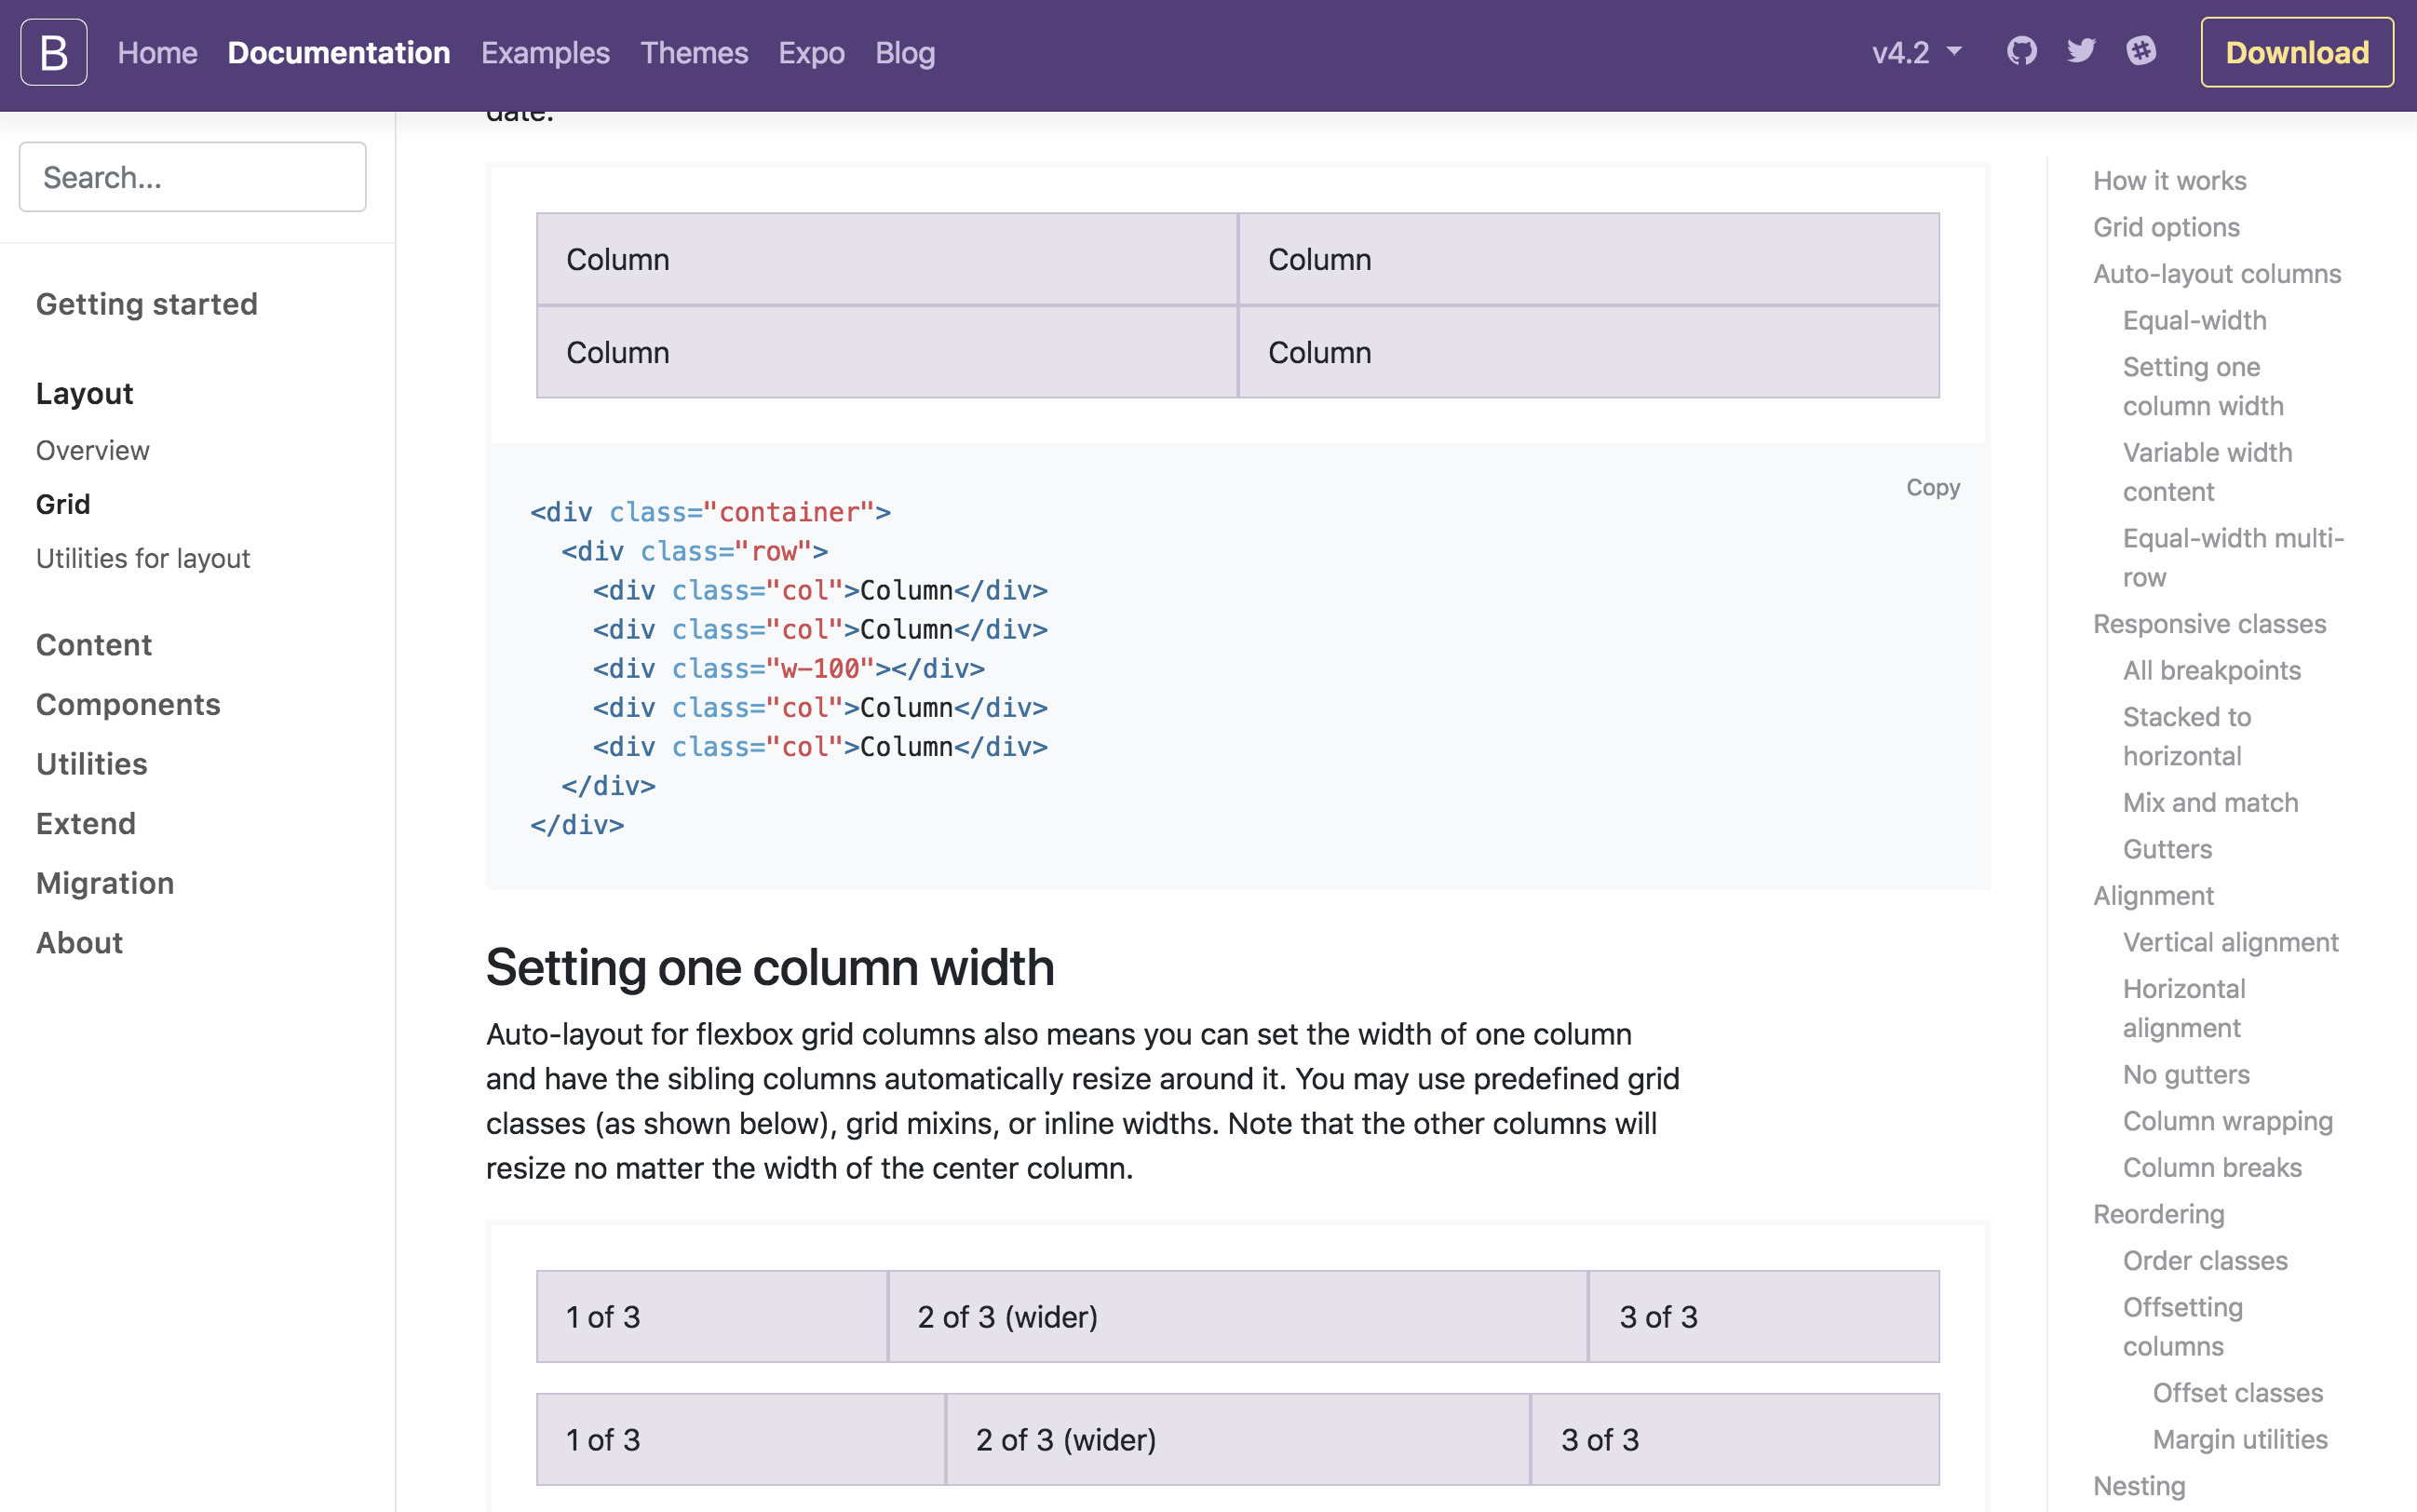 B Home Documentation Examples Themes Expo Blog v4.2 Download
Search...
Getting started
Layout
Overview
Grid
Utilities for layout
Content
Components
Utilities
Extend
Migration
About
date.
Column Column
Column Column
Copy
<div class="container">
  <div class="row">
    <div class="col">Column</div>
    <div class="col">Column</div>
    <div class="w-100"></div>
    <div class="col">Column</div>
    <div class="col">Column</div>
  </div>
</div>
Setting one column width
Auto-layout for flexbox grid columns also means you can set the width of one column
and have the sibling columns automatically resize around it. You may use predefined grid
classes (as shown below), grid mixins, or inline widths. Note that the other columns will
resize no matter the width of the center column.
1 of 3 2 of 3 (wider) 3 of 3
1 of 3 2 of 3 (wider) 3 of 3
How it works
Grid options
Auto-layout columns
Equal-width
Setting one
column width
Variable width
content
Equal-width multi-
row
Responsive classes
All breakpoints
Stacked to
horizontal
Mix and match
Gutters
Alignment
Vertical alignment
Horizontal
alignment
No gutters
Column wrapping
Column breaks
Reordering
Order classes
Offsetting
columns
Offset classes
Margin utilities
Nesting